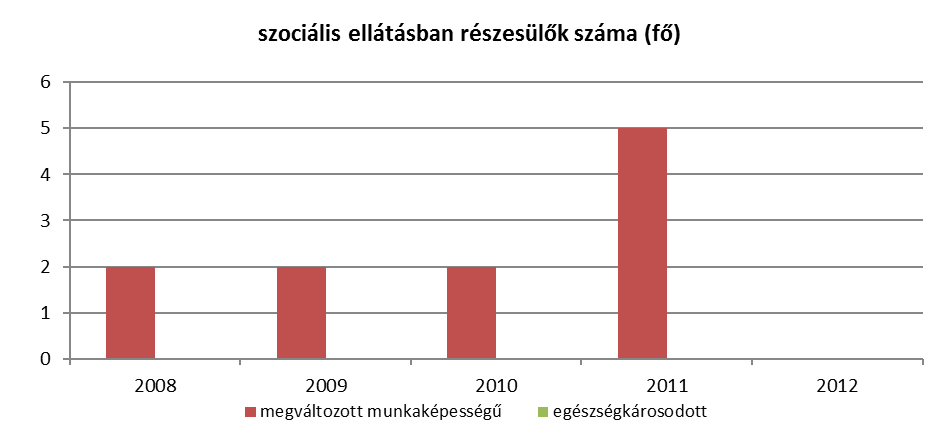 szociális ellátásban részesülők száma (fő)
6
5
4
3
2
1
0
2008 2009 2010 2011 2012
megváltozott munkaképességű egészségkárosodott